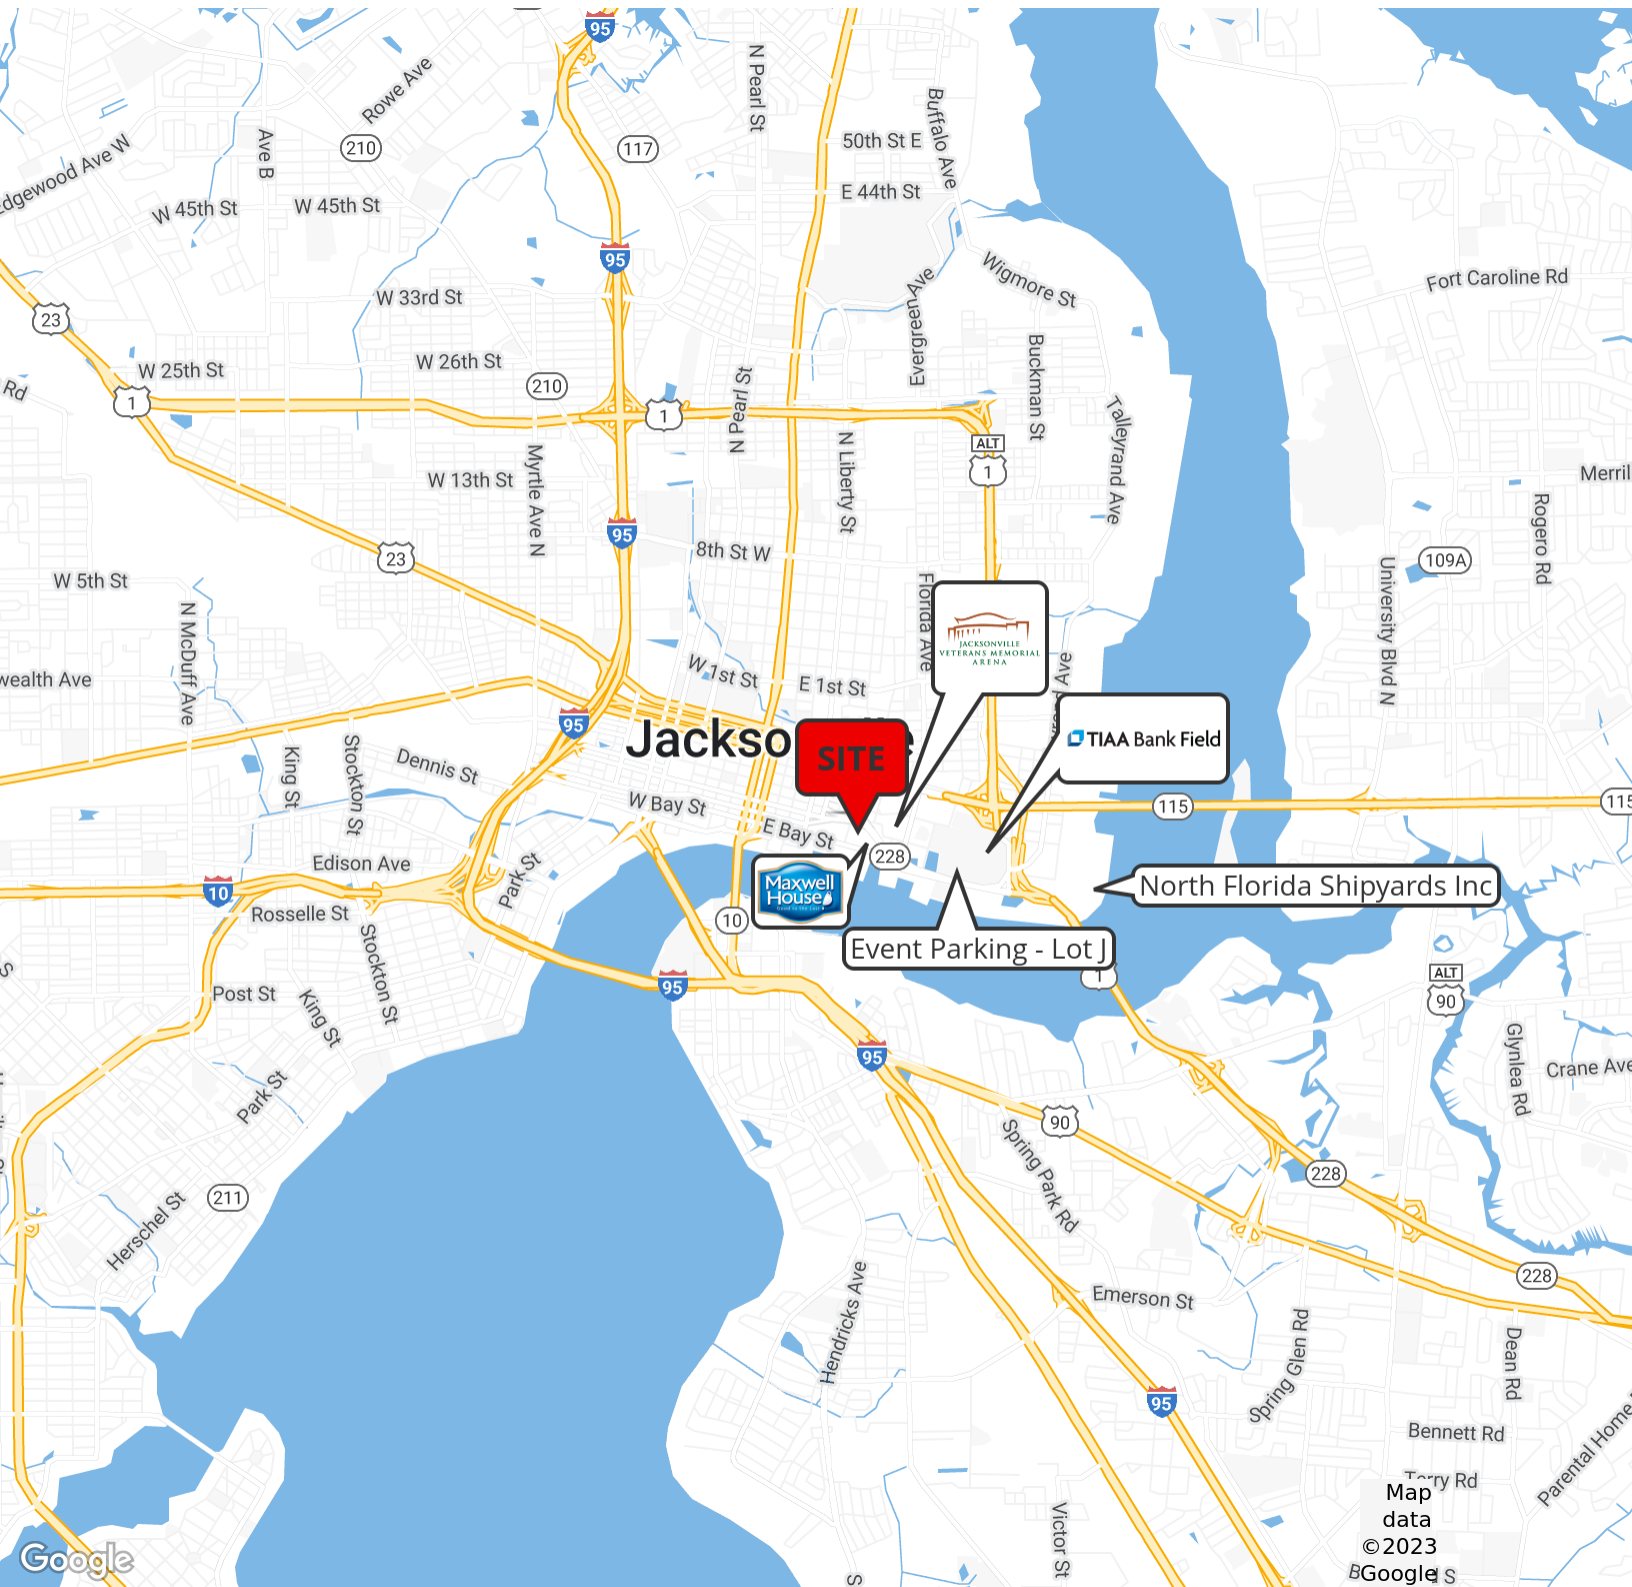 95
Rowe Ave
N Pearl St
Buffalo Ave
Ave B
210
117
50th St E
E 44th St
W 45th St
W 45th St
95
Wigmore St
Fort Caroline Rd
W 33rd St
Evergreen Ave
23
W 25th St
W 26th St
Buckman St
Rd
210
1
1
N Pearl St
Talleyrand Ave
N Liberty St
ALT
1
W 13th St
Myrtle Ave N
Rogero Rd
95
23
8th St W
109A
W 5th St
University Blvd N
N McDuff Ave
Florida Ave
JACKSONVILLE
VETERANS MEMORIAL
ARENA
W 1st St
E 1st St
wealth Ave
95
Jackso
SITE
TIAA Bank Field
King St
Stockton St
Dennis St
W Bay St
E Bay St
115
115
228
Edison Ave
Park St
Maxwell
House
10
North Florida Shipyards Inc
Rosselle St
10
Event Parking - Lot J
Stockton St
1
ALT
90
95
Post St
King St
95
Glynlea Rd
Crane Ave
Park St
90
Spring Park Rd
228
211
Herschel St
228
Hendricks Ave
Emerson St
Spring Glen Rd
Dean Rd
95
Bennett Rd
Terry Rd
Parental Home
Victor St
Map
data
©2023
Google
Google